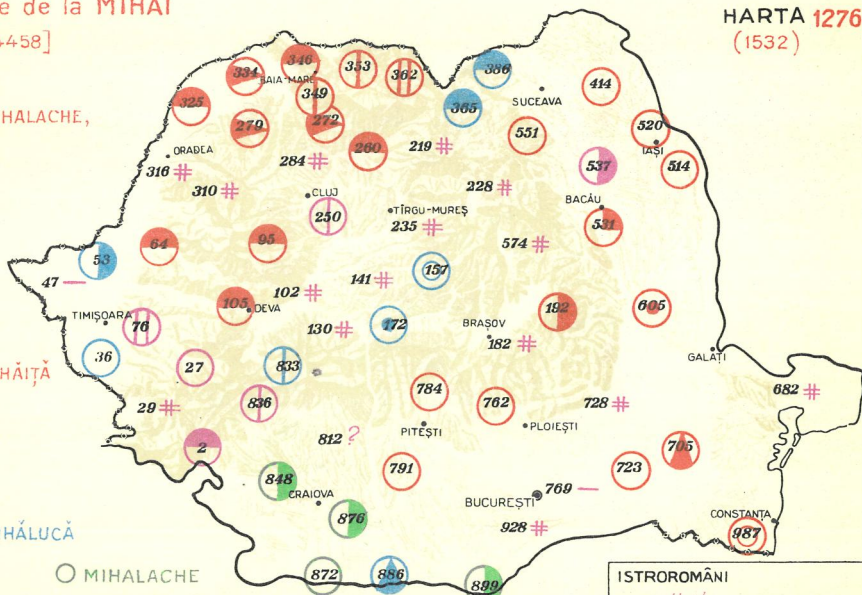 e de la MIHAI
HARTA 1276
458]
(1532)
HALACHE,
346
353
334
BAIA-MARE
362
386
349
SUCEAVA
414
325
365
279
272
551
520
IAȘI
ORADEA
284 #
260
219 #
537
514
316 #
310 #
228 #
CLUJ
BACĂU
250
TÎRGU-MUREȘ
235 #
531
64
95
574 #
53
157
47 —
102 #
141 #
105
DEVA
192
605
TIMIȘOARA
76
130 #
172
BRAȘOV
182 #
GALAȚI
36
27
833
HĂIȚĂ
784
682 #
29 #
836
762
728 #
812 ?
PITEȘTI
PLOIEȘTI
2
705
791
723
848
CRAIOVA
769 —
BUCUREȘTI
876
CONSTANȚA
928 #
987
HĂLUCĂ
MIHALACHE
872
886
899
ISTROROMÂNI